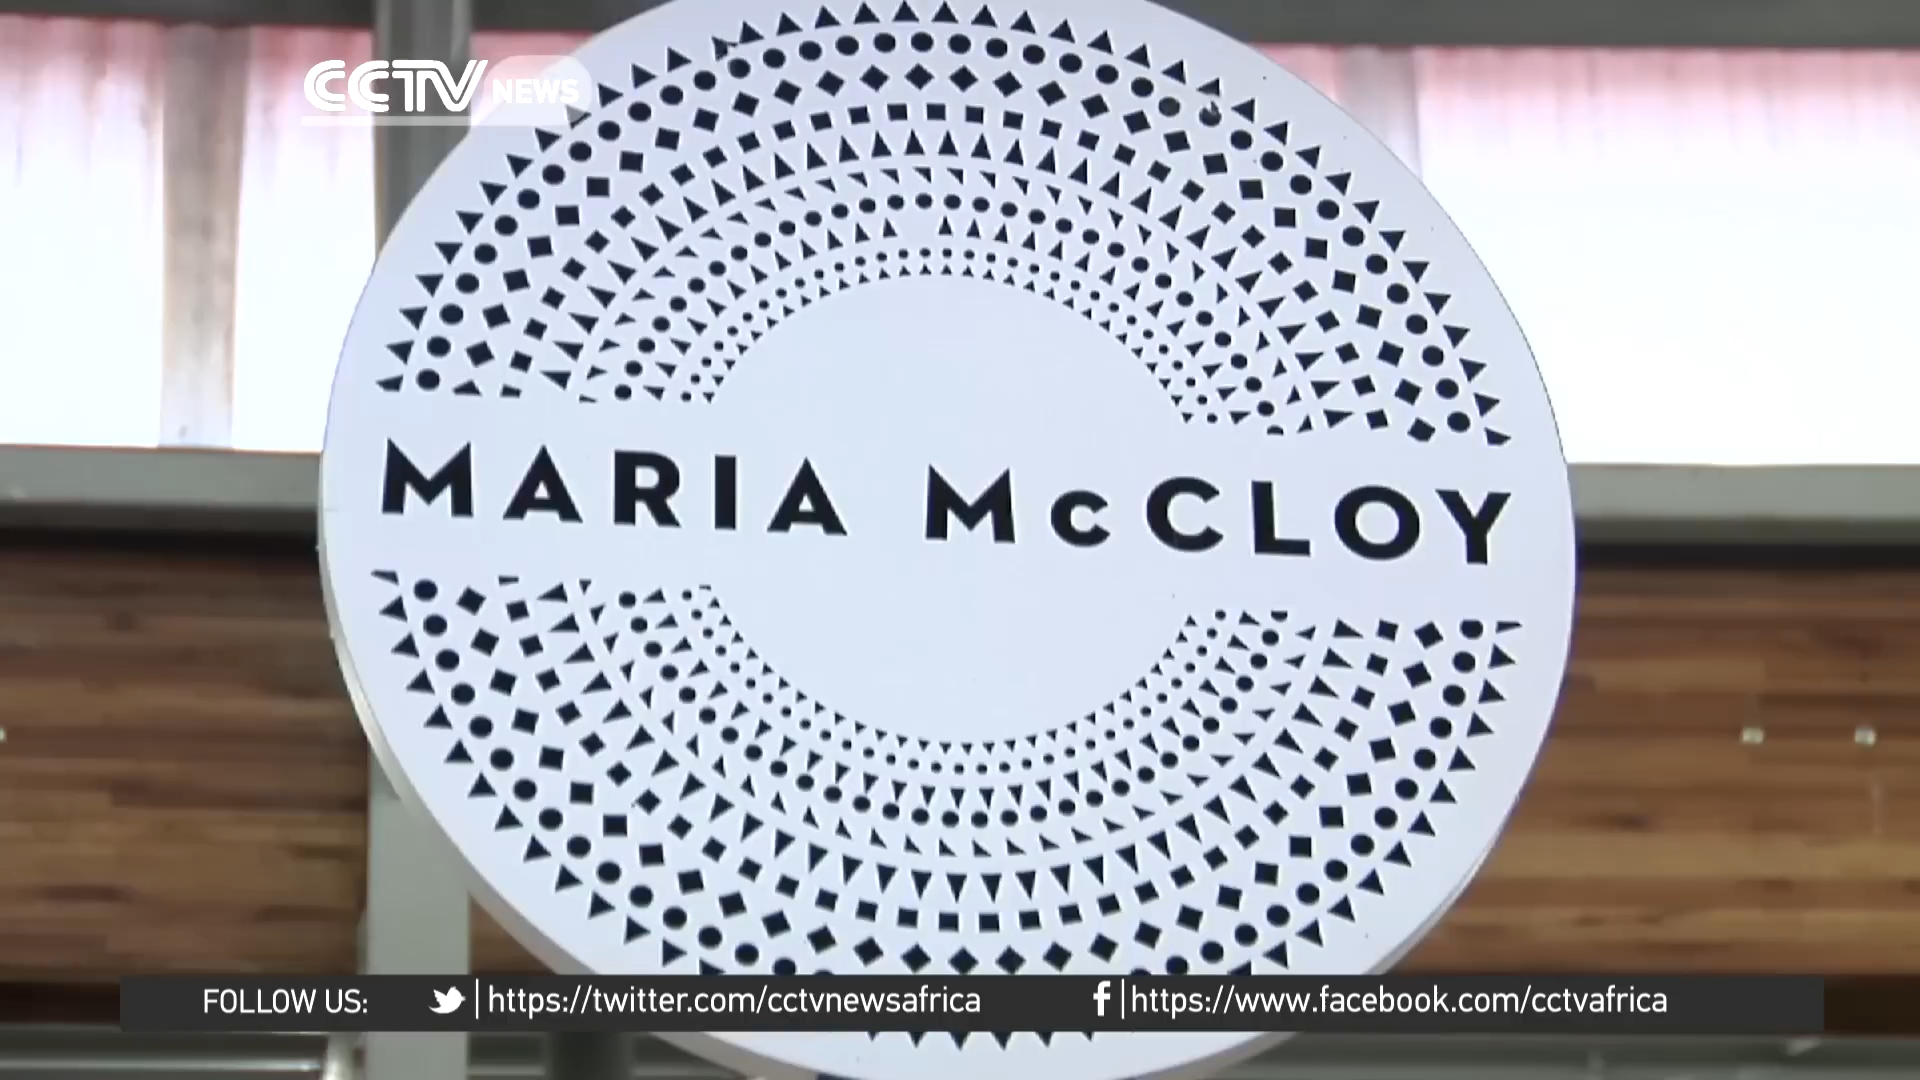 CCTV NEWS
MARIA McCLOY
FOLLOW US: | https://twitter.com/cctvnewsafrica f | https://www.facebook.com/cctvafrica